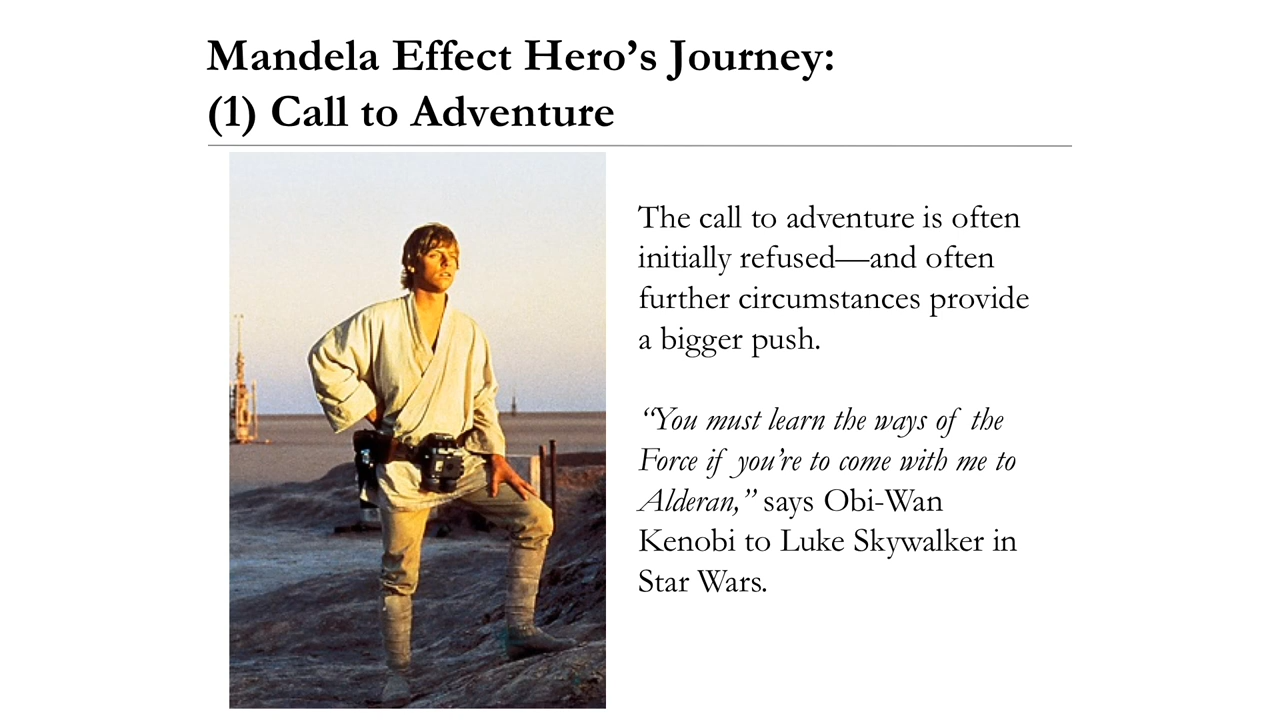 Mandela Effect Hero’s Journey:
(1) Call to Adventure
The call to adventure is often
initially refused—and often
further circumstances provide
a bigger push.
“You must learn the ways of the
Force if you’re to come with me to
Alderan,” says Obi-Wan
Kenobi to Luke Skywalker in
Star Wars.